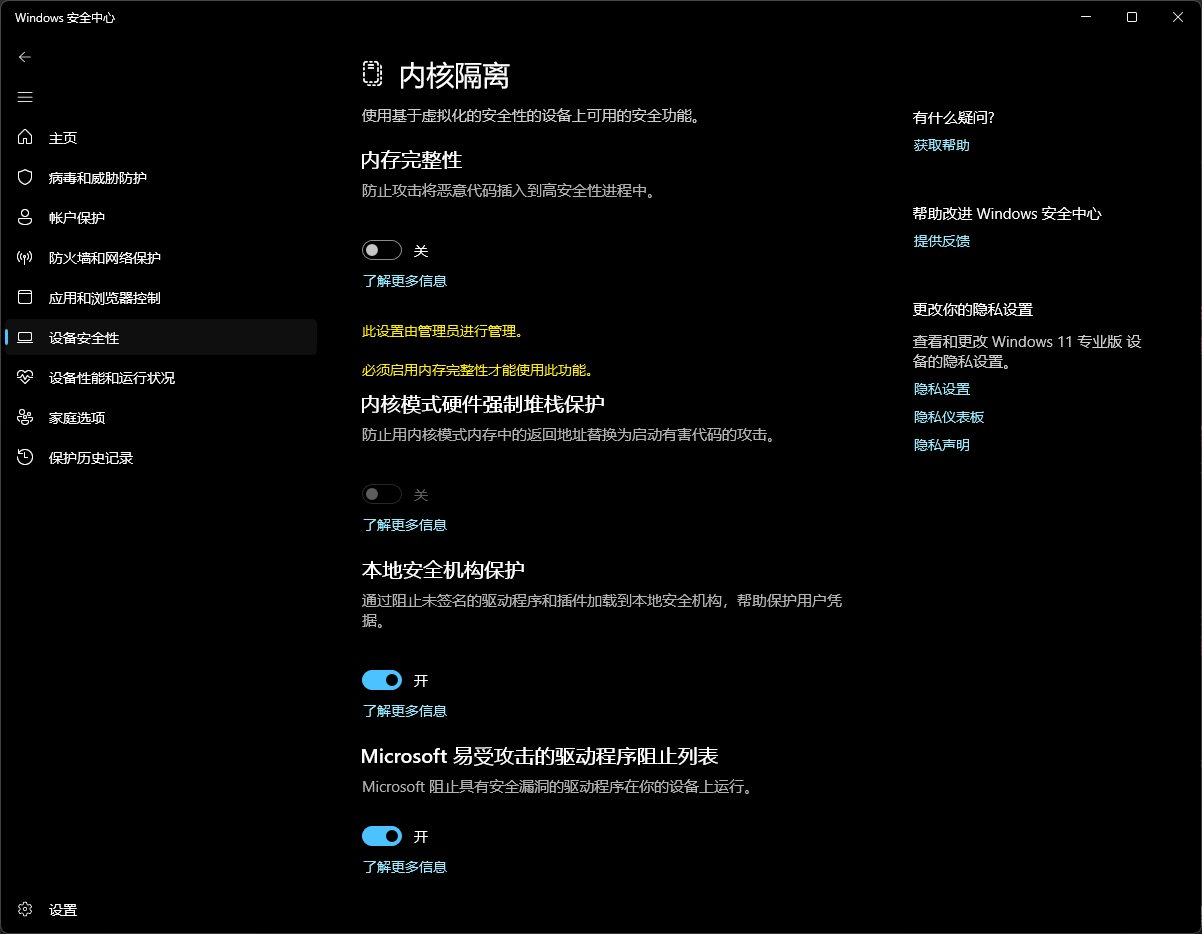 Windows 安全中心
主页
病毒和威胁防护
帐户保护
防火墙和网络保护
应用和浏览器控制
设备安全性
设备性能和运行状况
家庭选项
保护历史记录
设置
内核隔离
使用基于虚拟化的安全性的设备上可用的安全功能。
内存完整性
防止攻击将恶意代码插入到高安全性进程中。
关
了解更多信息
此设置由管理员进行管理。
必须启用内存完整性才能使用此功能。
内核模式硬件强制堆栈保护
防止用内核模式内存中的返回地址替换为启动有害代码的攻击。
关
了解更多信息
本地安全机构保护
通过阻止未签名的驱动程序和插件加载到本地安全机构，帮助保护用户凭
据。
开
了解更多信息
Microsoft 易受攻击的驱动程序阻止列表
Microsoft 阻止具有安全漏洞的驱动程序在你的设备上运行。
开
了解更多信息
有什么疑问?
获取帮助
帮助改进 Windows 安全中心
提供反馈
更改你的隐私设置
查看和更改 Windows 11 专业版 设
备的隐私设置。
隐私设置
隐私仪表板
隐私声明